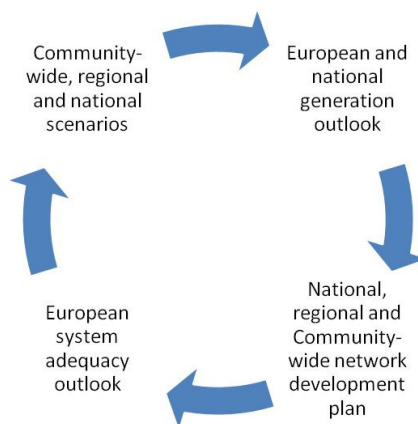 Community-
wide, regional
and national
scenarios
European and
national
generation
outlook
National,
regional and
Community-
wide network
development
plan
European
system
adequacy
outlook